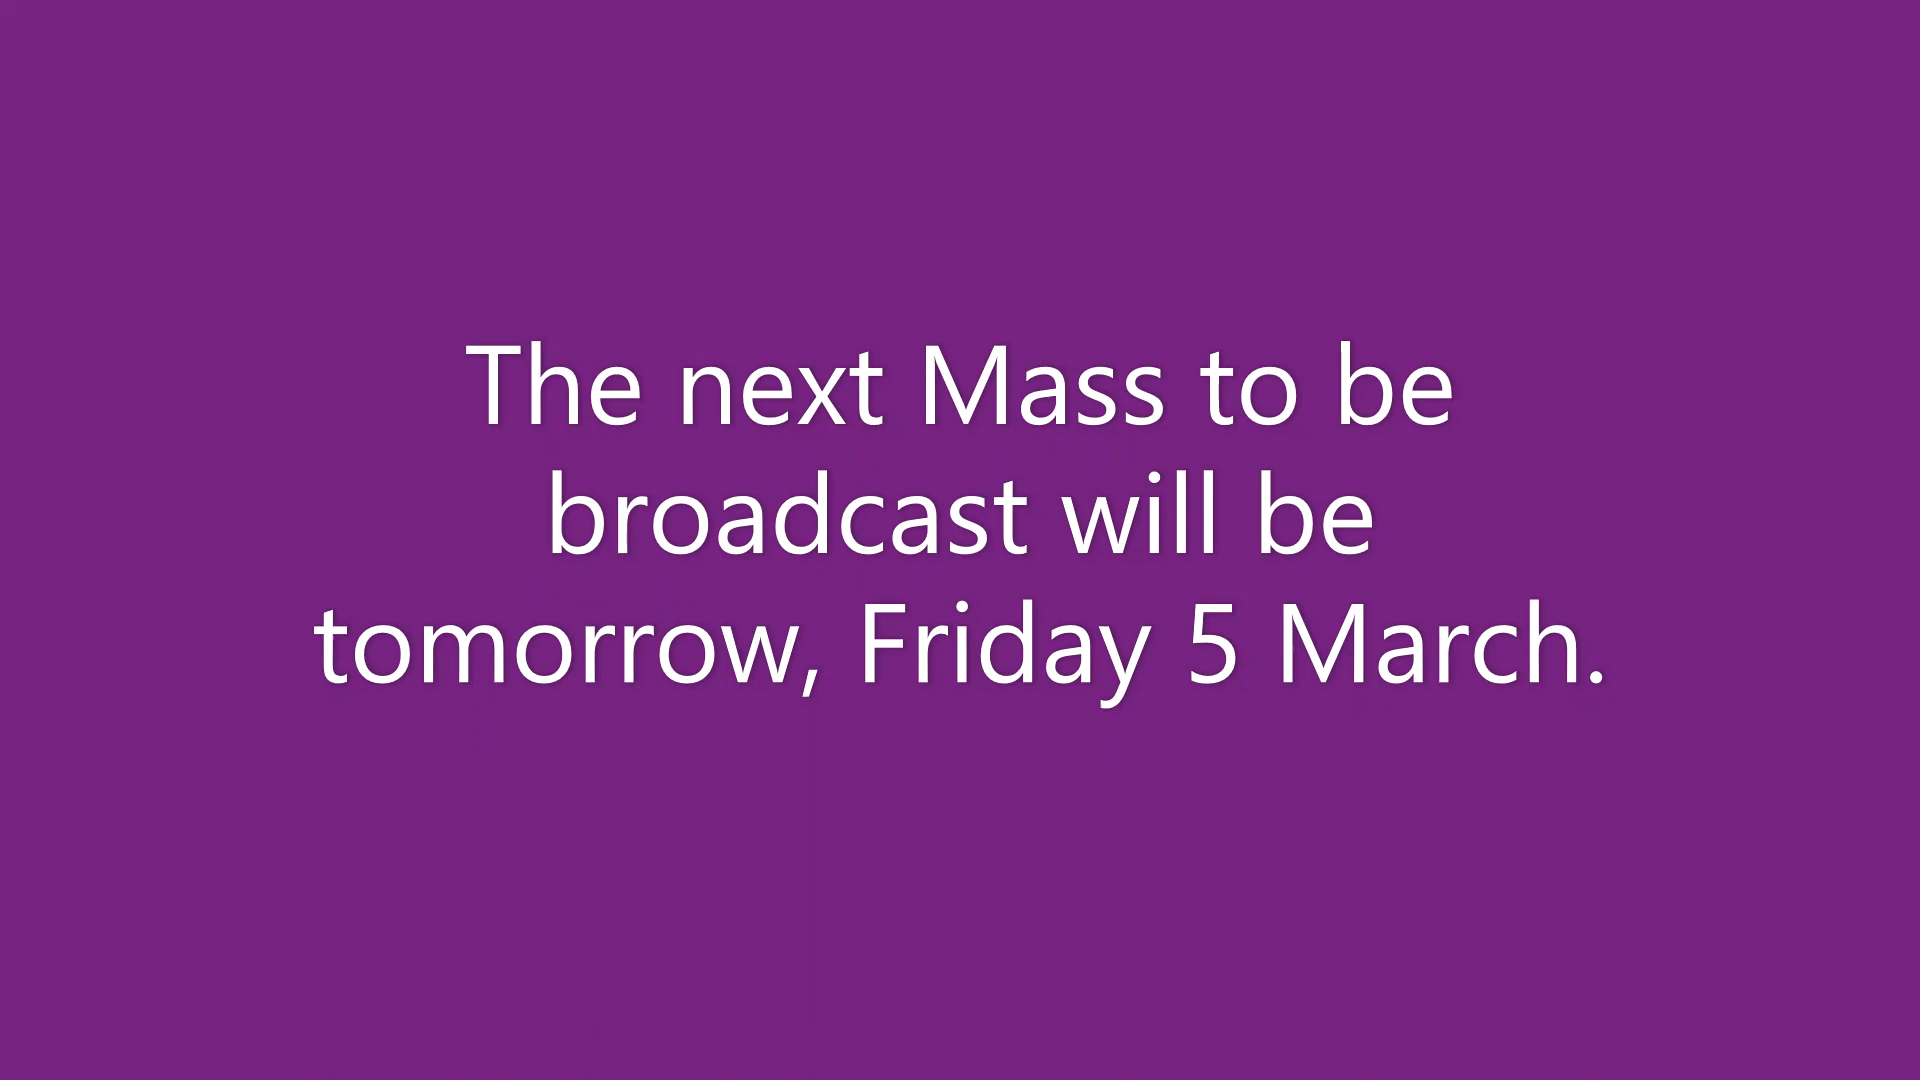 The next Mass to be
broadcast will be
tomorrow, Friday 5 March.